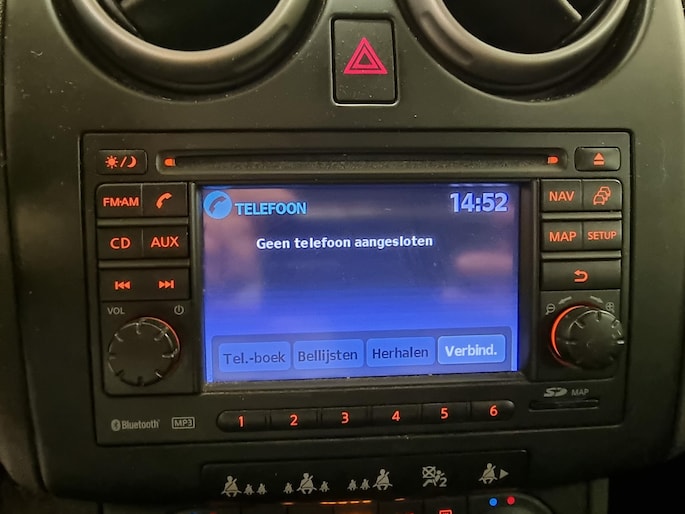 TELEFOON 14:52
Geen telefoon aangesloten
Tel.-boek Bellijsten Herhalen Verbind.
FM•AM
CD AUX
VOL
NAV
MAP SETUP
1 2 3 4 5 6
Bluetooth MP3
SD MAP
2